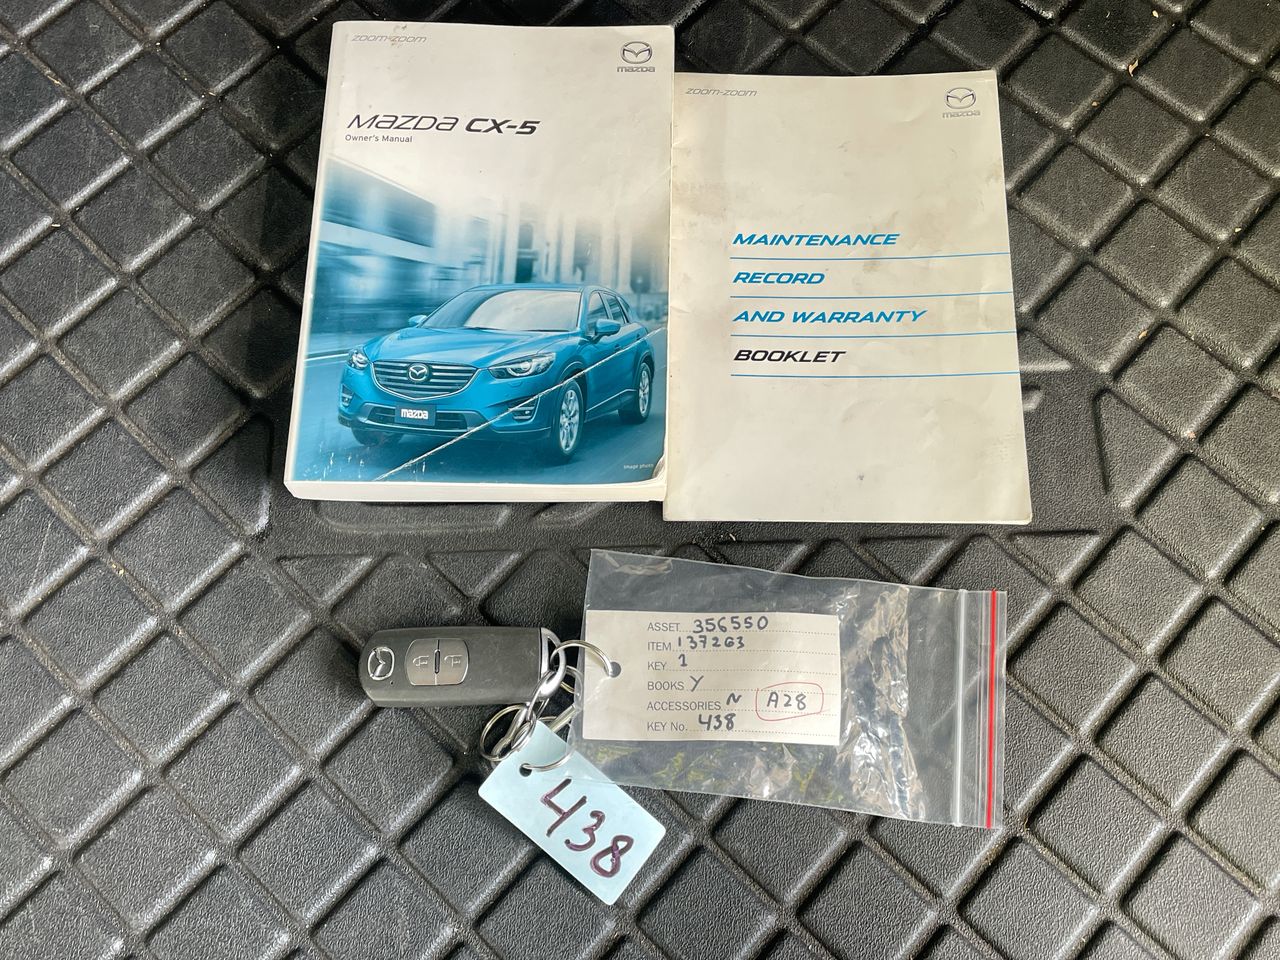 zoom-zoom
mazda
mazda CX-5
Owner's Manual
mazda
Image photo
zoom-zoom
mazda
MAINTENANCE
RECORD
AND WARRANTY
BOOKLET
ASSET 356550
ITEM 137263
KEY 1
BOOKS Y
ACCESSORIES N
A28
KEY No. 438
438